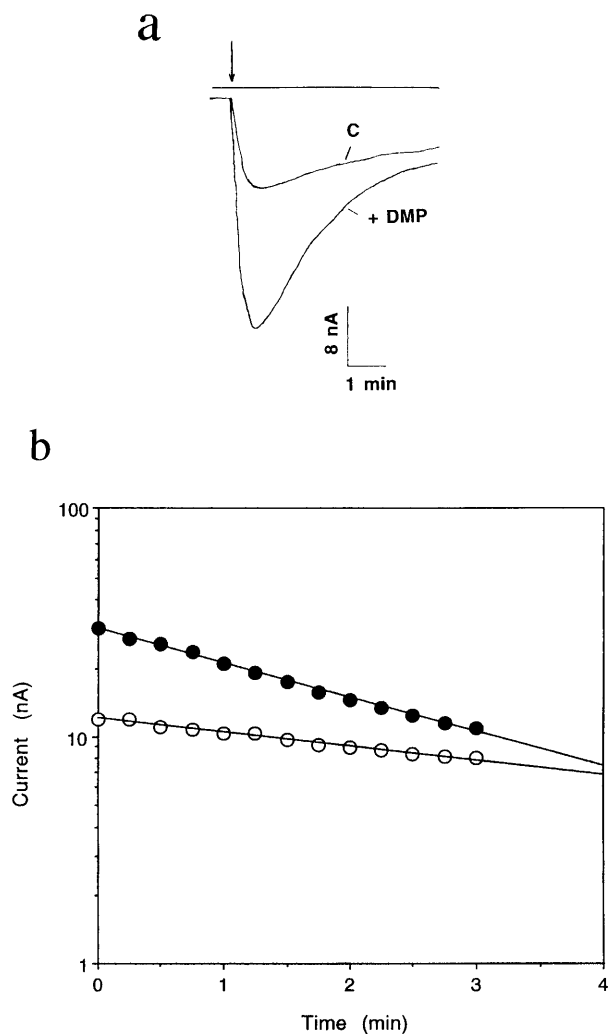 a
C
+ DMP
8 nA
1 min
b
100
10
1
Current (nA)
0 1 2 3 4
Time (min)